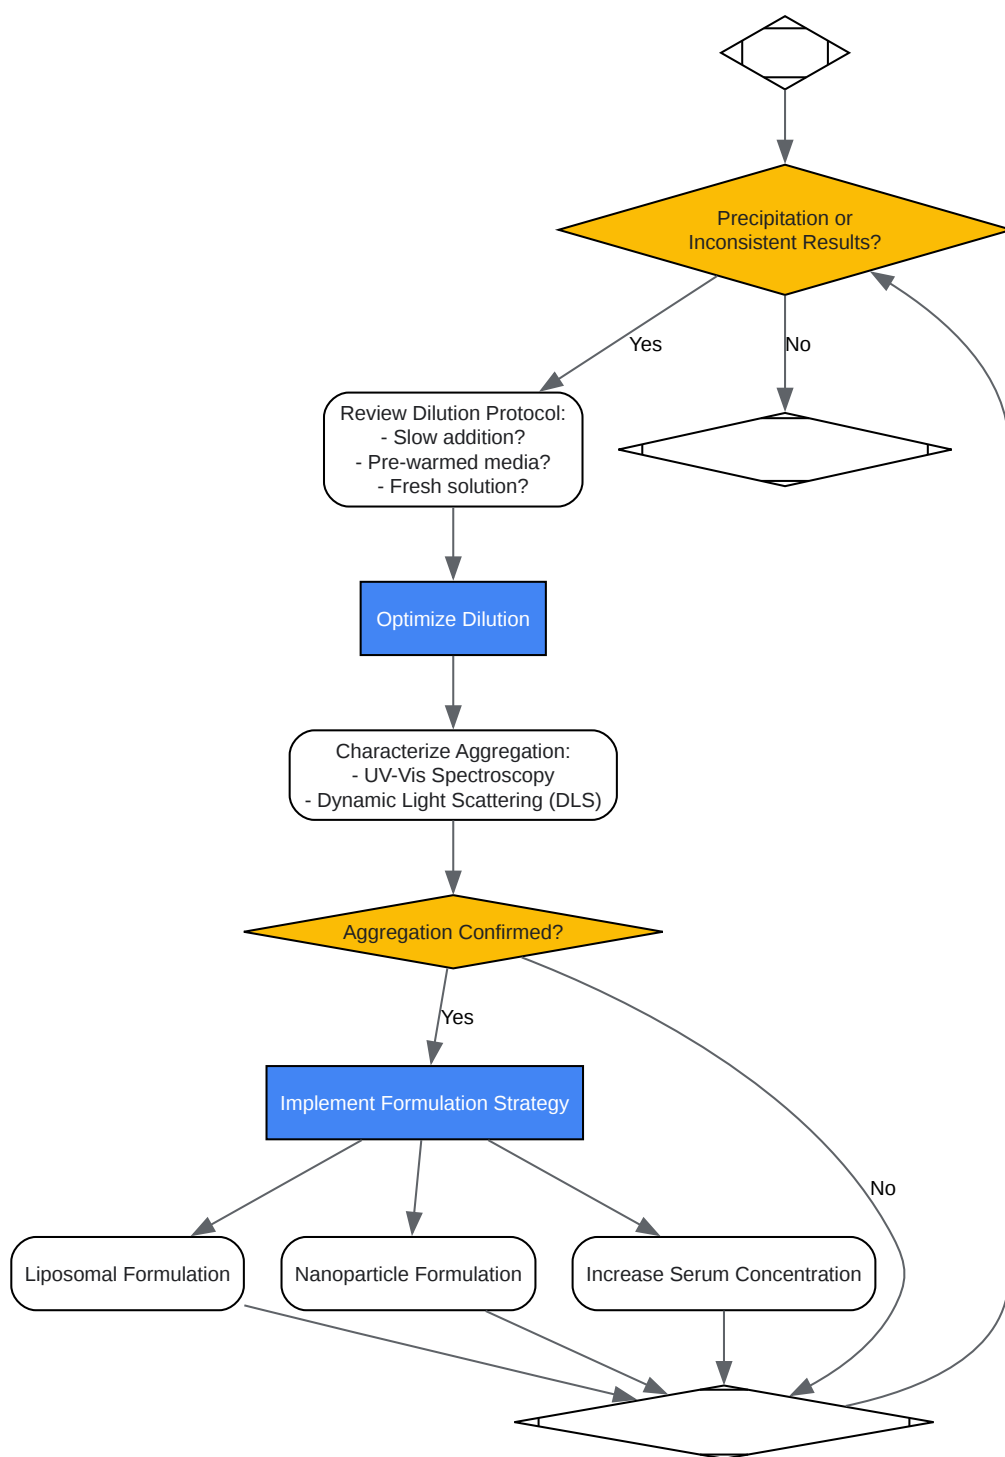 Precipitation or
Inconsistent Results?
Yes
No
Review Dilution Protocol:
- Slow addition?
- Pre-warmed media?
- Fresh solution?
Optimize Dilution
Characterize Aggregation:
- UV-Vis Spectroscopy
- Dynamic Light Scattering (DLS)
Aggregation Confirmed?
Yes
Implement Formulation Strategy
No
Liposomal Formulation
Nanoparticle Formulation
Increase Serum Concentration